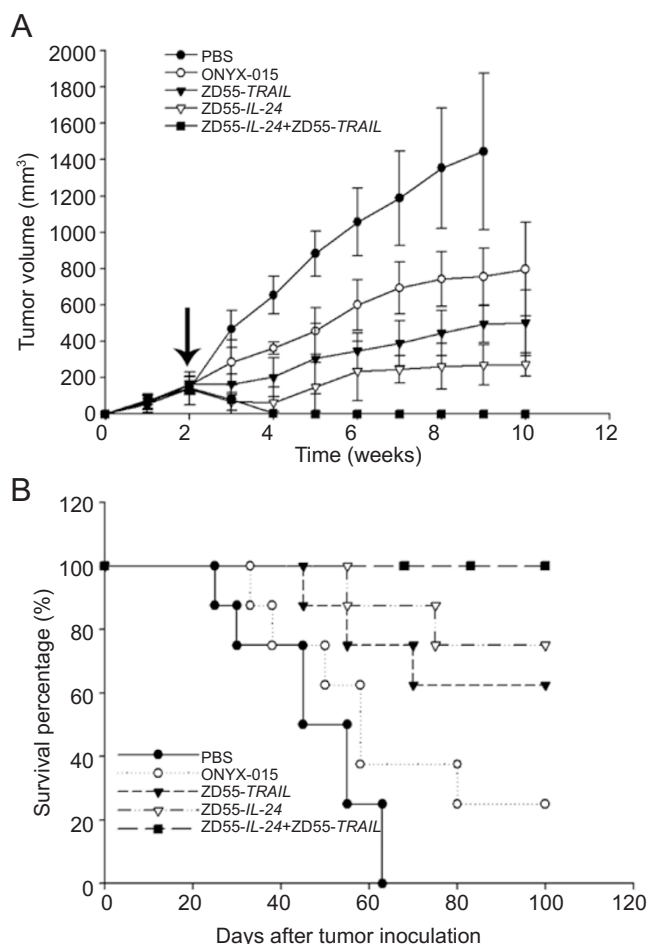 A
2000
1800
1600
1400
1200
1000
800
600
400
200
0
Tumor volume (mm³)
PBS
ONYX-015
ZD55-TRAIL
ZD55-IL-24
ZD55-IL-24+ZD55-TRAIL
0 2 4 6 8 10 12
Time (weeks)
B
120
100
80
60
40
20
0
Survival percentage (%)
PBS
ONYX-015
ZD55-TRAIL
ZD55-IL-24
ZD55-IL-24+ZD55-TRAIL
0 20 40 60 80 100 120
Days after tumor inoculation